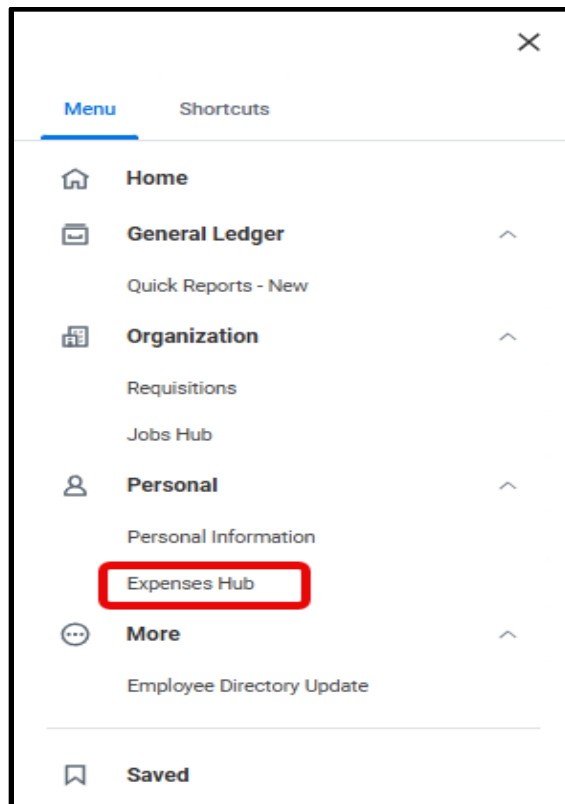 Menu Shortcuts
Home
General Ledger
Quick Reports - New
Organization
Requisitions
Jobs Hub
Personal
Personal Information
Expenses Hub
More
Employee Directory Update
Saved